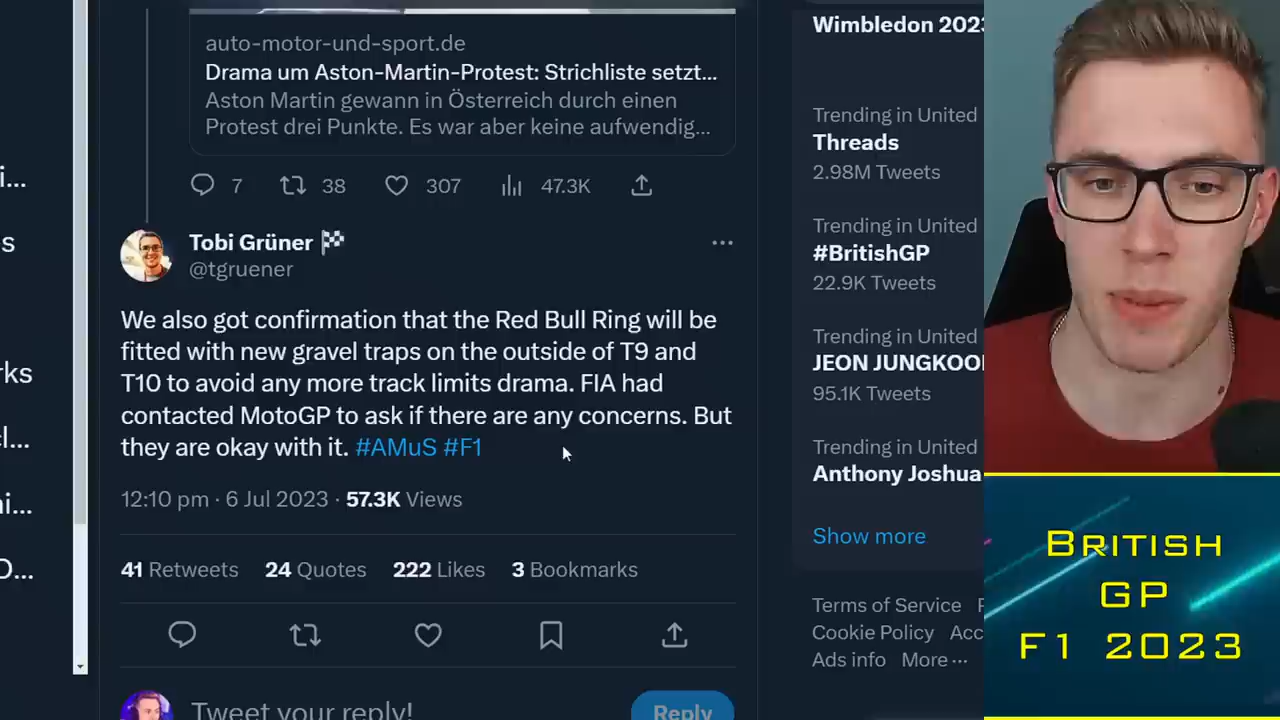 auto-motor-und-sport.de
Drama um Aston-Martin-Protest: Strichliste setzt...
Aston Martin gewann in Österreich durch einen
Protest drei Punkte. Es war aber keine aufwendig...
7 38 307 47.3K
Tobi Grüner
@tgruener
We also got confirmation that the Red Bull Ring will be
fitted with new gravel traps on the outside of T9 and
T10 to avoid any more track limits drama. FIA had
contacted MotoGP to ask if there are any concerns. But
they are okay with it. #AMuS #F1
12:10 pm · 6 Jul 2023 · 57.3K Views
41 Retweets 24 Quotes 222 Likes 3 Bookmarks
Tweet your reply!
Reply
Wimbledon 2023
Trending in United
Threads
2.98M Tweets
Trending in United
#BritishGP
22.9K Tweets
Trending in United
JEON JUNGKOO
95.1K Tweets
Trending in United
Anthony Joshua
Show more
Terms of Service
Cookie Policy
Ads info More ...
British
GP
F1 2023